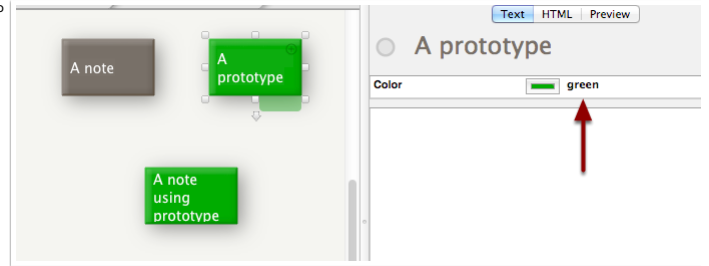 A note
A
prototype
A note
using
prototype
Text HTML Preview
A prototype
Color green